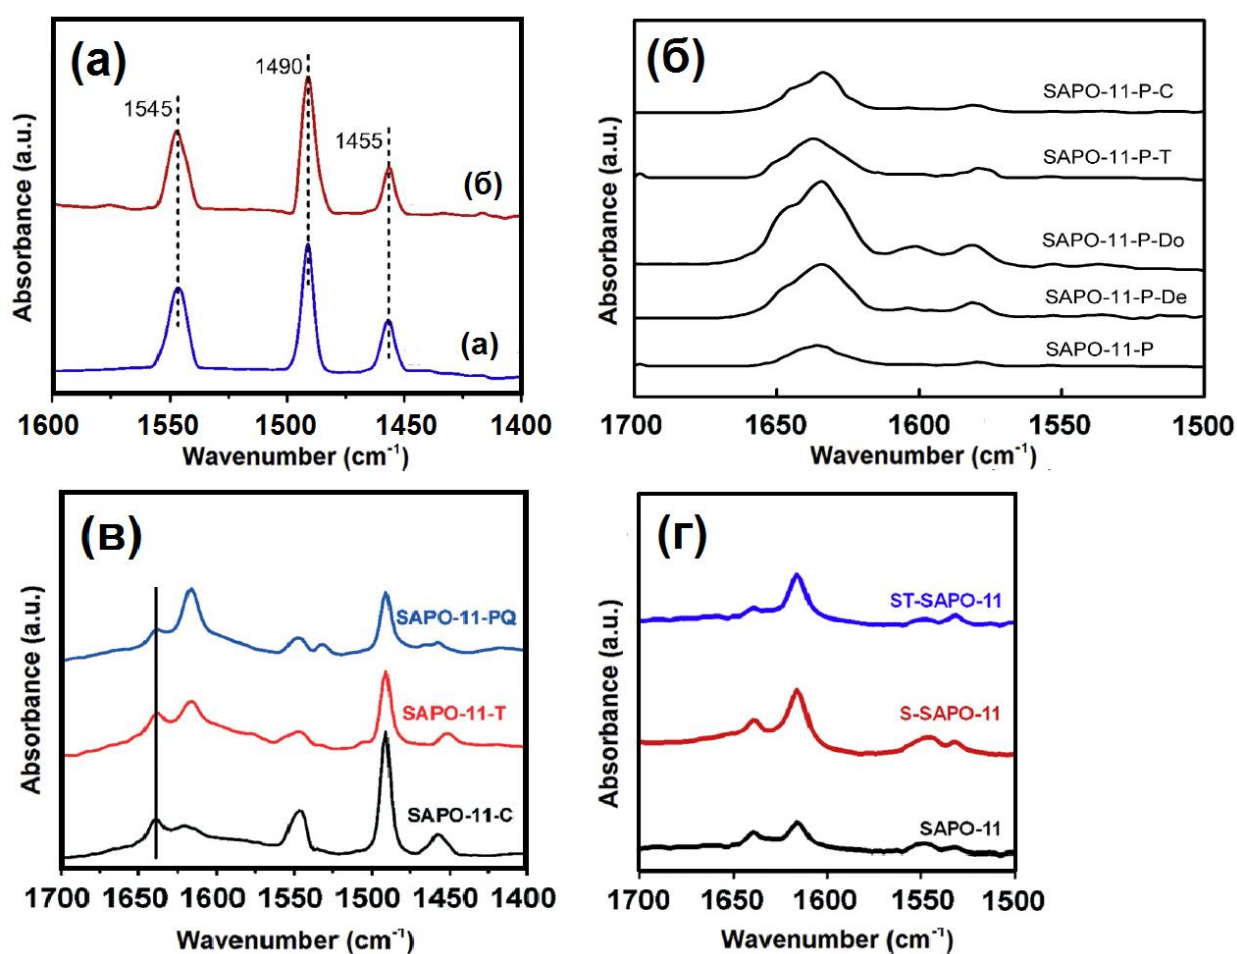 (а)
1545
1490
1455
(б)
(а)
Absorbance (a.u.)
1600 1550 1500 1450 1400
Wavenumber (cm⁻¹)
(б)
SAPO-11-P-C
SAPO-11-P-T
SAPO-11-P-Do
SAPO-11-P-De
SAPO-11-P
Absorbance (a.u.)
1700 1650 1600 1550 1500
Wavenumber (cm⁻¹)
(в)
SAPO-11-PQ
SAPO-11-T
SAPO-11-C
Absorbance (a.u.)
1700 1650 1600 1550 1500 1450 1400
Wavenumber (cm⁻¹)
(г)
ST-SAPO-11
S-SAPO-11
SAPO-11
Absorbance (a.u.)
1700 1650 1600 1550 1500
Wavenumber (cm⁻¹)